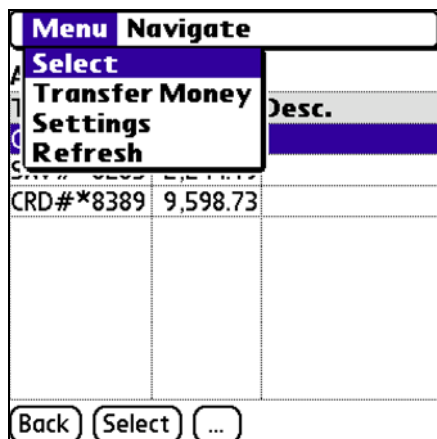 Menu Navigate
Select
Transfer Money
Settings
Refresh
Desc.
CRD#*8389 9,598.73
Back Select ...